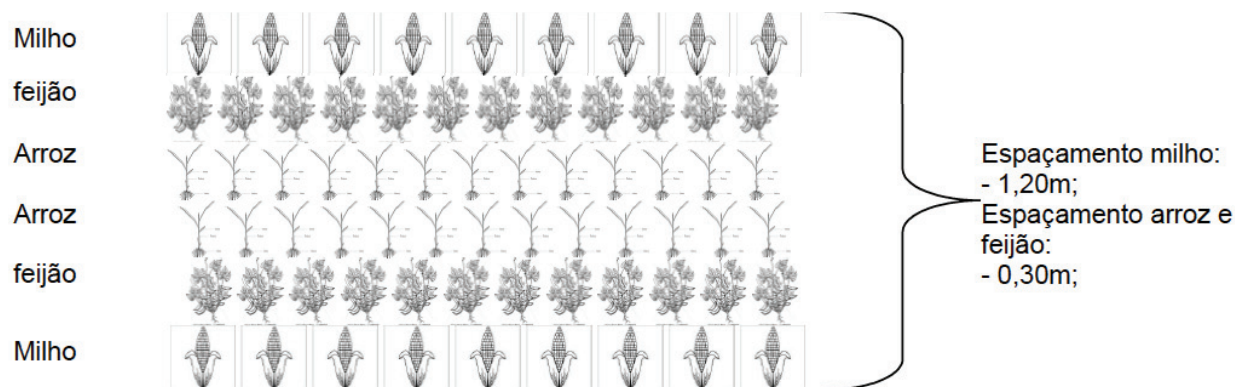 Milho
feijão
Arroz
Arroz
feijão
Milho
Espaçamento milho:
- 1,20m;
Espaçamento arroz e
feijão:
- 0,30m;